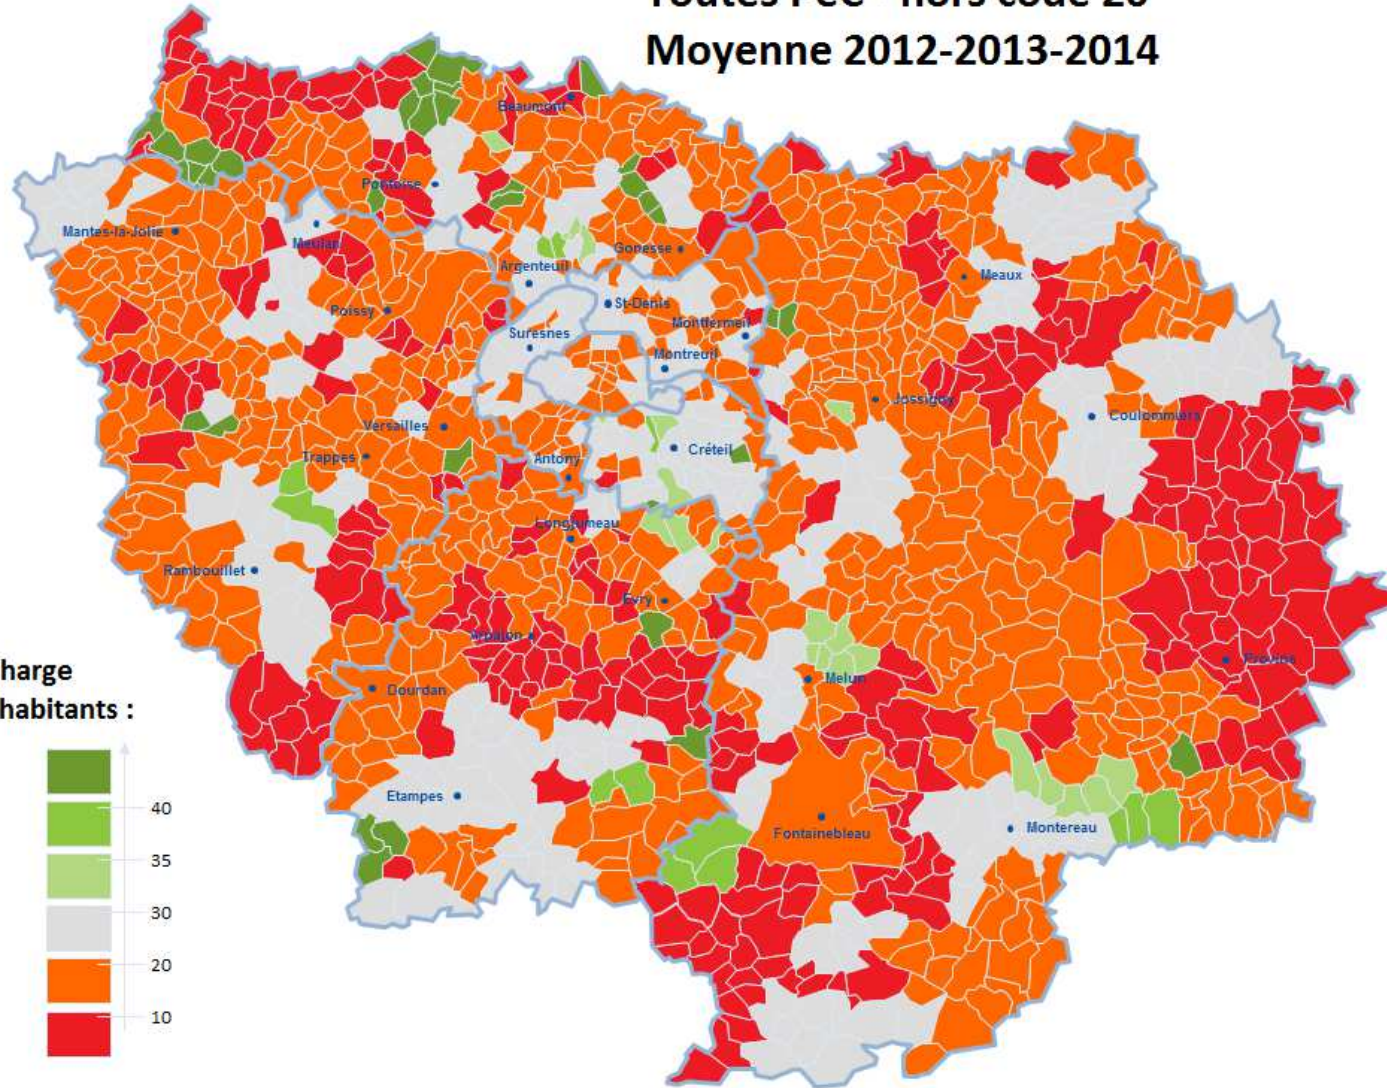 Moyenne 2012-2013-2014
Beaumont
Pontoise
Mantes-la-Jolie
Meulan
Gonesse
Argenteuil
Meaux
St-Denis
Poissy
Montfermeil
Suresnes
Montreuil
Jossigny
Coulommiers
Versailles
Créteil
Trappes
Antony
Longjumeau
Rambouillet
Evry
Arpajon
Provins
Melun
Dourdan
harge
habitants :
Etampes
40
Fontainebleau
Montereau
35
30
20
10